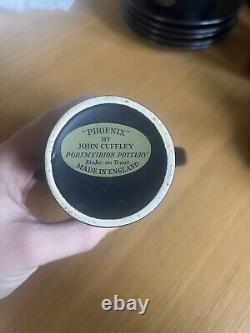 "PHOENIX"
BY
JOHN CUFFLEY
PORTMEIRION POTTERY
Stoke-on Trent
MADE IN ENGLAND